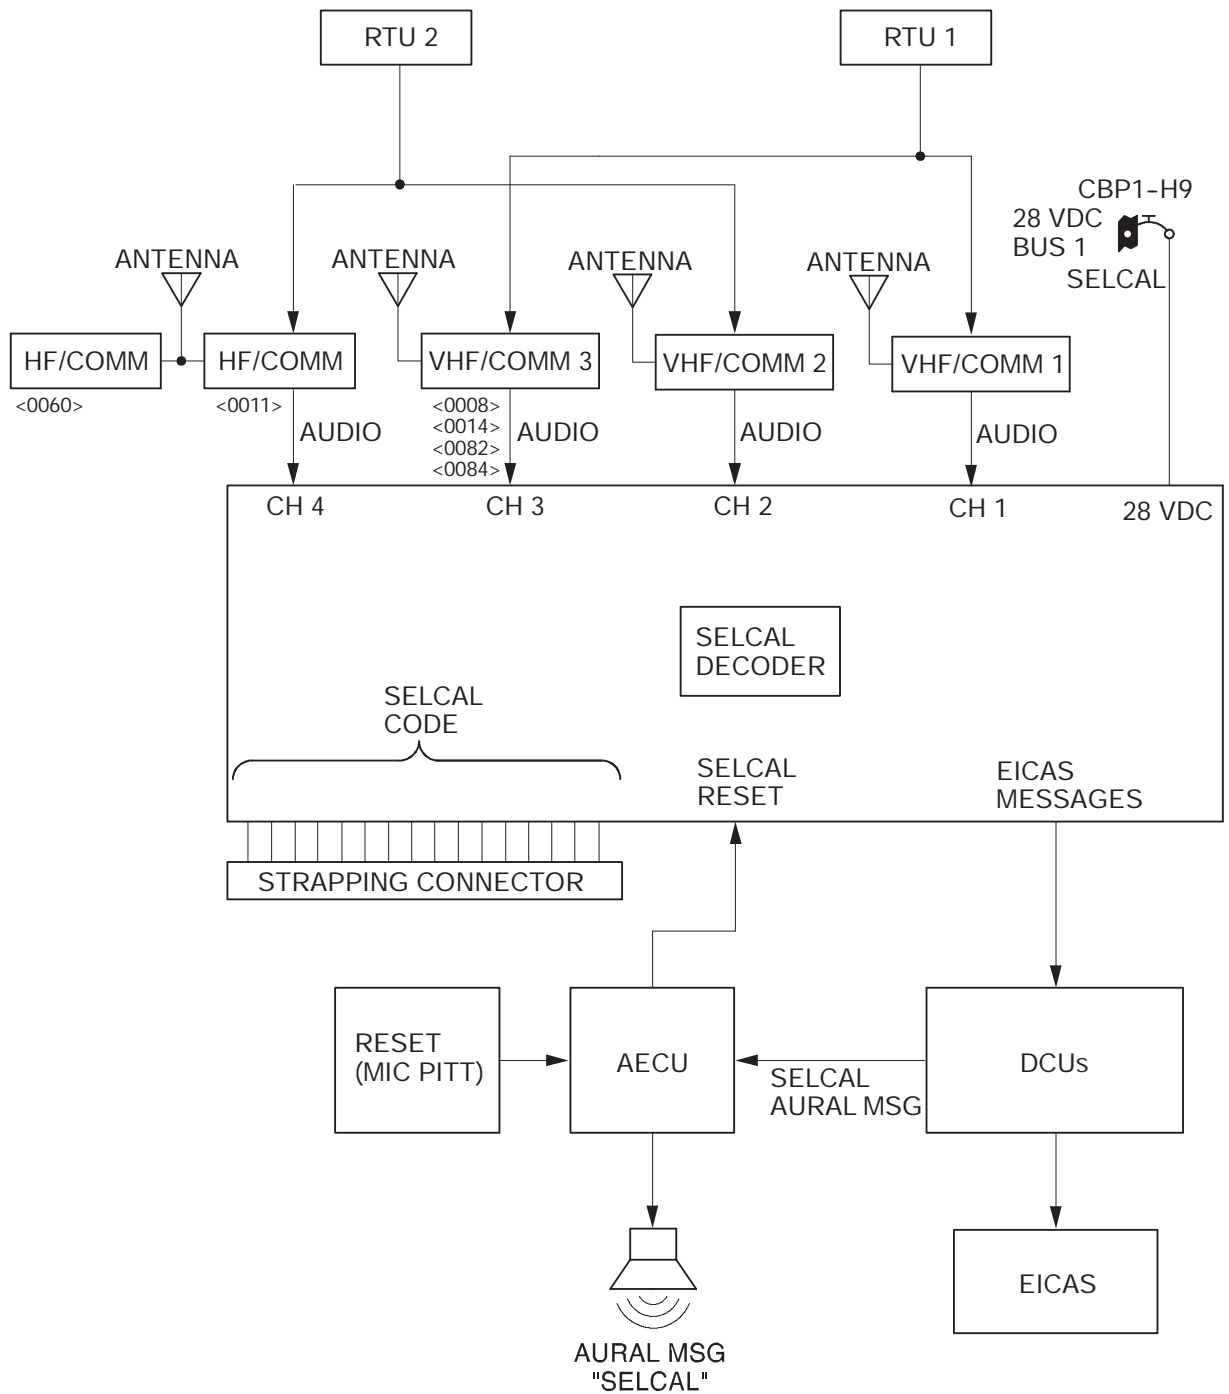 RTU 2
RTU 1
CBP1-H9
28 VDC
BUS 1
SELCAL
ANTENNA
ANTENNA
ANTENNA
ANTENNA
HF/COMM
HF/COMM
VHF/COMM 3
VHF/COMM 2
VHF/COMM 1
<0060>
<0011>
<0008>
<0014>
<0082>
<0084>
AUDIO
AUDIO
AUDIO
AUDIO
CH 4
CH 3
CH 2
CH 1
28 VDC
SELCAL
DECODER
SELCAL
CODE
SELCAL
RESET
EICAS
MESSAGES
STRAPPING CONNECTOR
RESET
(MIC PITT)
AECU
SELCAL
AURAL MSG
DCUs
EICAS
AURAL MSG
"SELCAL"